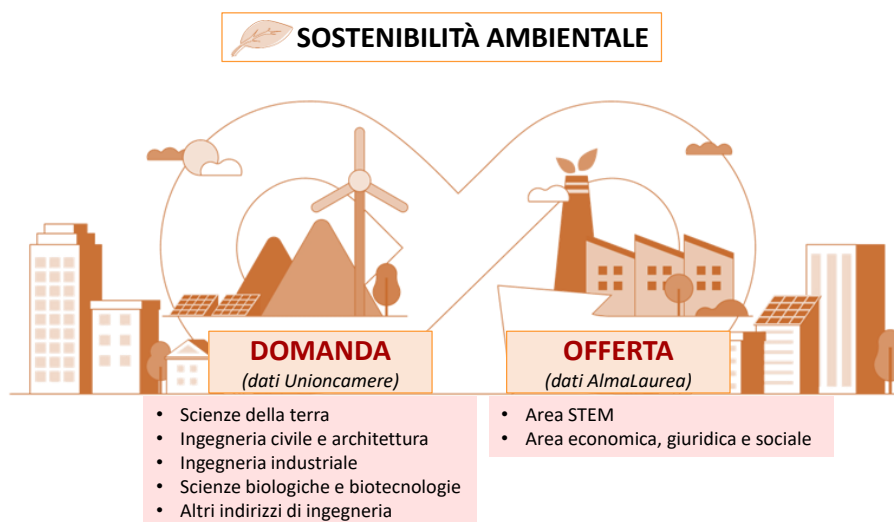 SOSTENIBILITÀ AMBIENTALE
DOMANDA
(dati Unioncamere)
• Scienze della terra
• Ingegneria civile e architettura
• Ingegneria industriale
• Scienze biologiche e biotecnologie
• Altri indirizzi di ingegneria
OFFERTA
(dati AlmaLaurea)
• Area STEM
• Area economica, giuridica e sociale